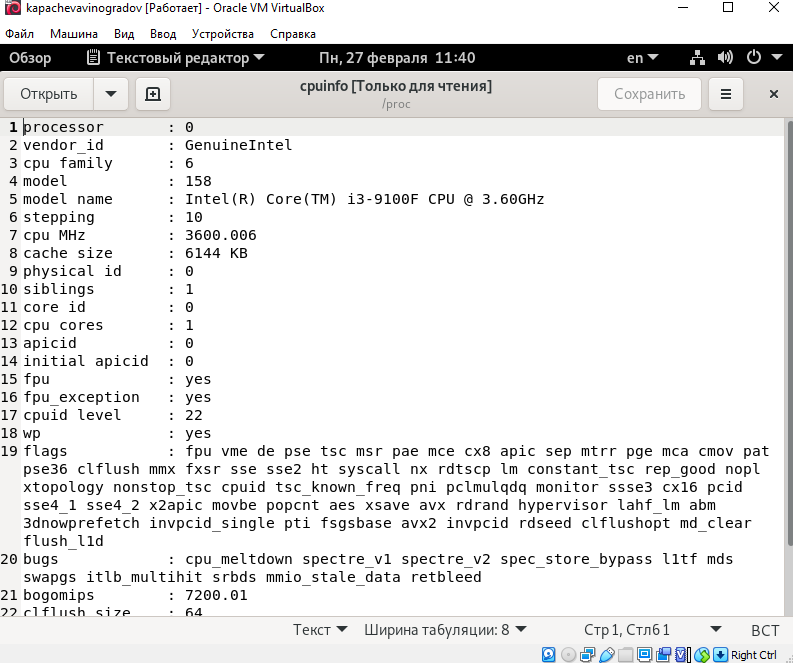 kapachevavinogradov [Работает] - Oracle VM VirtualBox
Файл Машина Вид Ввод Устройства Справка
Обзор Текстовый редактор Пн, 27 февраля 11:40 en
Открыть cpuinfo [Только для чтения] Сохранить
/proc
1 processor : 0
2 vendor_id : GenuineIntel
3 cpu family : 6
4 model : 158
5 model name : Intel(R) Core(TM) i3-9100F CPU @ 3.60GHz
6 stepping : 10
7 cpu MHz : 3600.006
8 cache size : 6144 KB
9 physical id : 0
10 siblings : 1
11 core id : 0
12 cpu cores : 1
13 apicid : 0
14 initial apicid : 0
15 fpu : yes
16 fpu_exception : yes
17 cpuid level : 22
18 wp : yes
19 flags : fpu vme de pse tsc msr pae mce cx8 apic sep mtrr pge mca cmov pat
pse36 clflush mmx fxsr sse sse2 ht syscall nx rdtscp lm constant_tsc rep_good nopl
xtopology nonstop_tsc cpuid tsc_known_freq pni pclmulqdq monitor ssse3 cx16 pcid
sse4_1 sse4_2 x2apic movbe popcnt aes xsave avx rdrand hypervisor lahf_lm abm
3dnowprefetch invpcid_single pti fsgsbase avx2 invpcid rdseed clflushopt md_clear
flush_l1d
20 bugs : cpu_meltdown spectre_v1 spectre_v2 spec_store_bypass l1tf mds
swapgs itlb_multihit srbds mmio_stale_data retbleed
21 bogomips : 7200.01
22 clflush size : 64
Текст Ширина табуляции: 8 Стр 1, Стлб 1 ВСТ
Right Ctrl